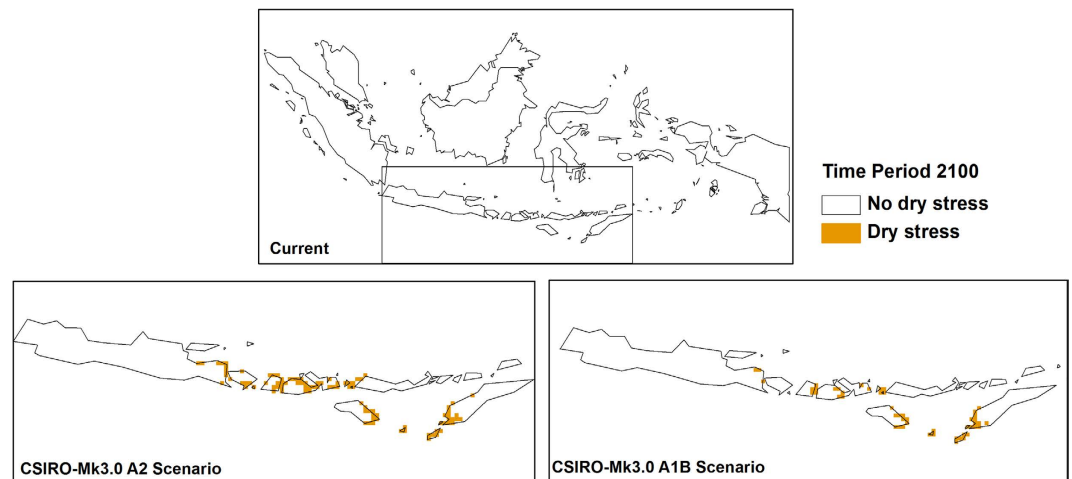 Current
Time Period 2100
No dry stress
Dry stress
CSIRO-Mk3.0 A2 Scenario
CSIRO-Mk3.0 A1B Scenario